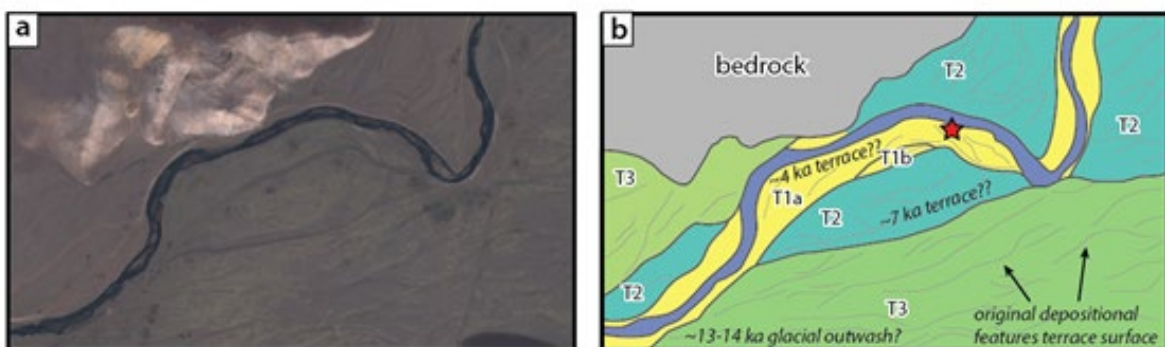 a
b
bedrock
T2
T2
T3
~4 ka terrace??
T1b
T1a
T2
~7 ka terrace??
T2
T3
original depositional
features terrace surface
~13-14 ka glacial outwash?